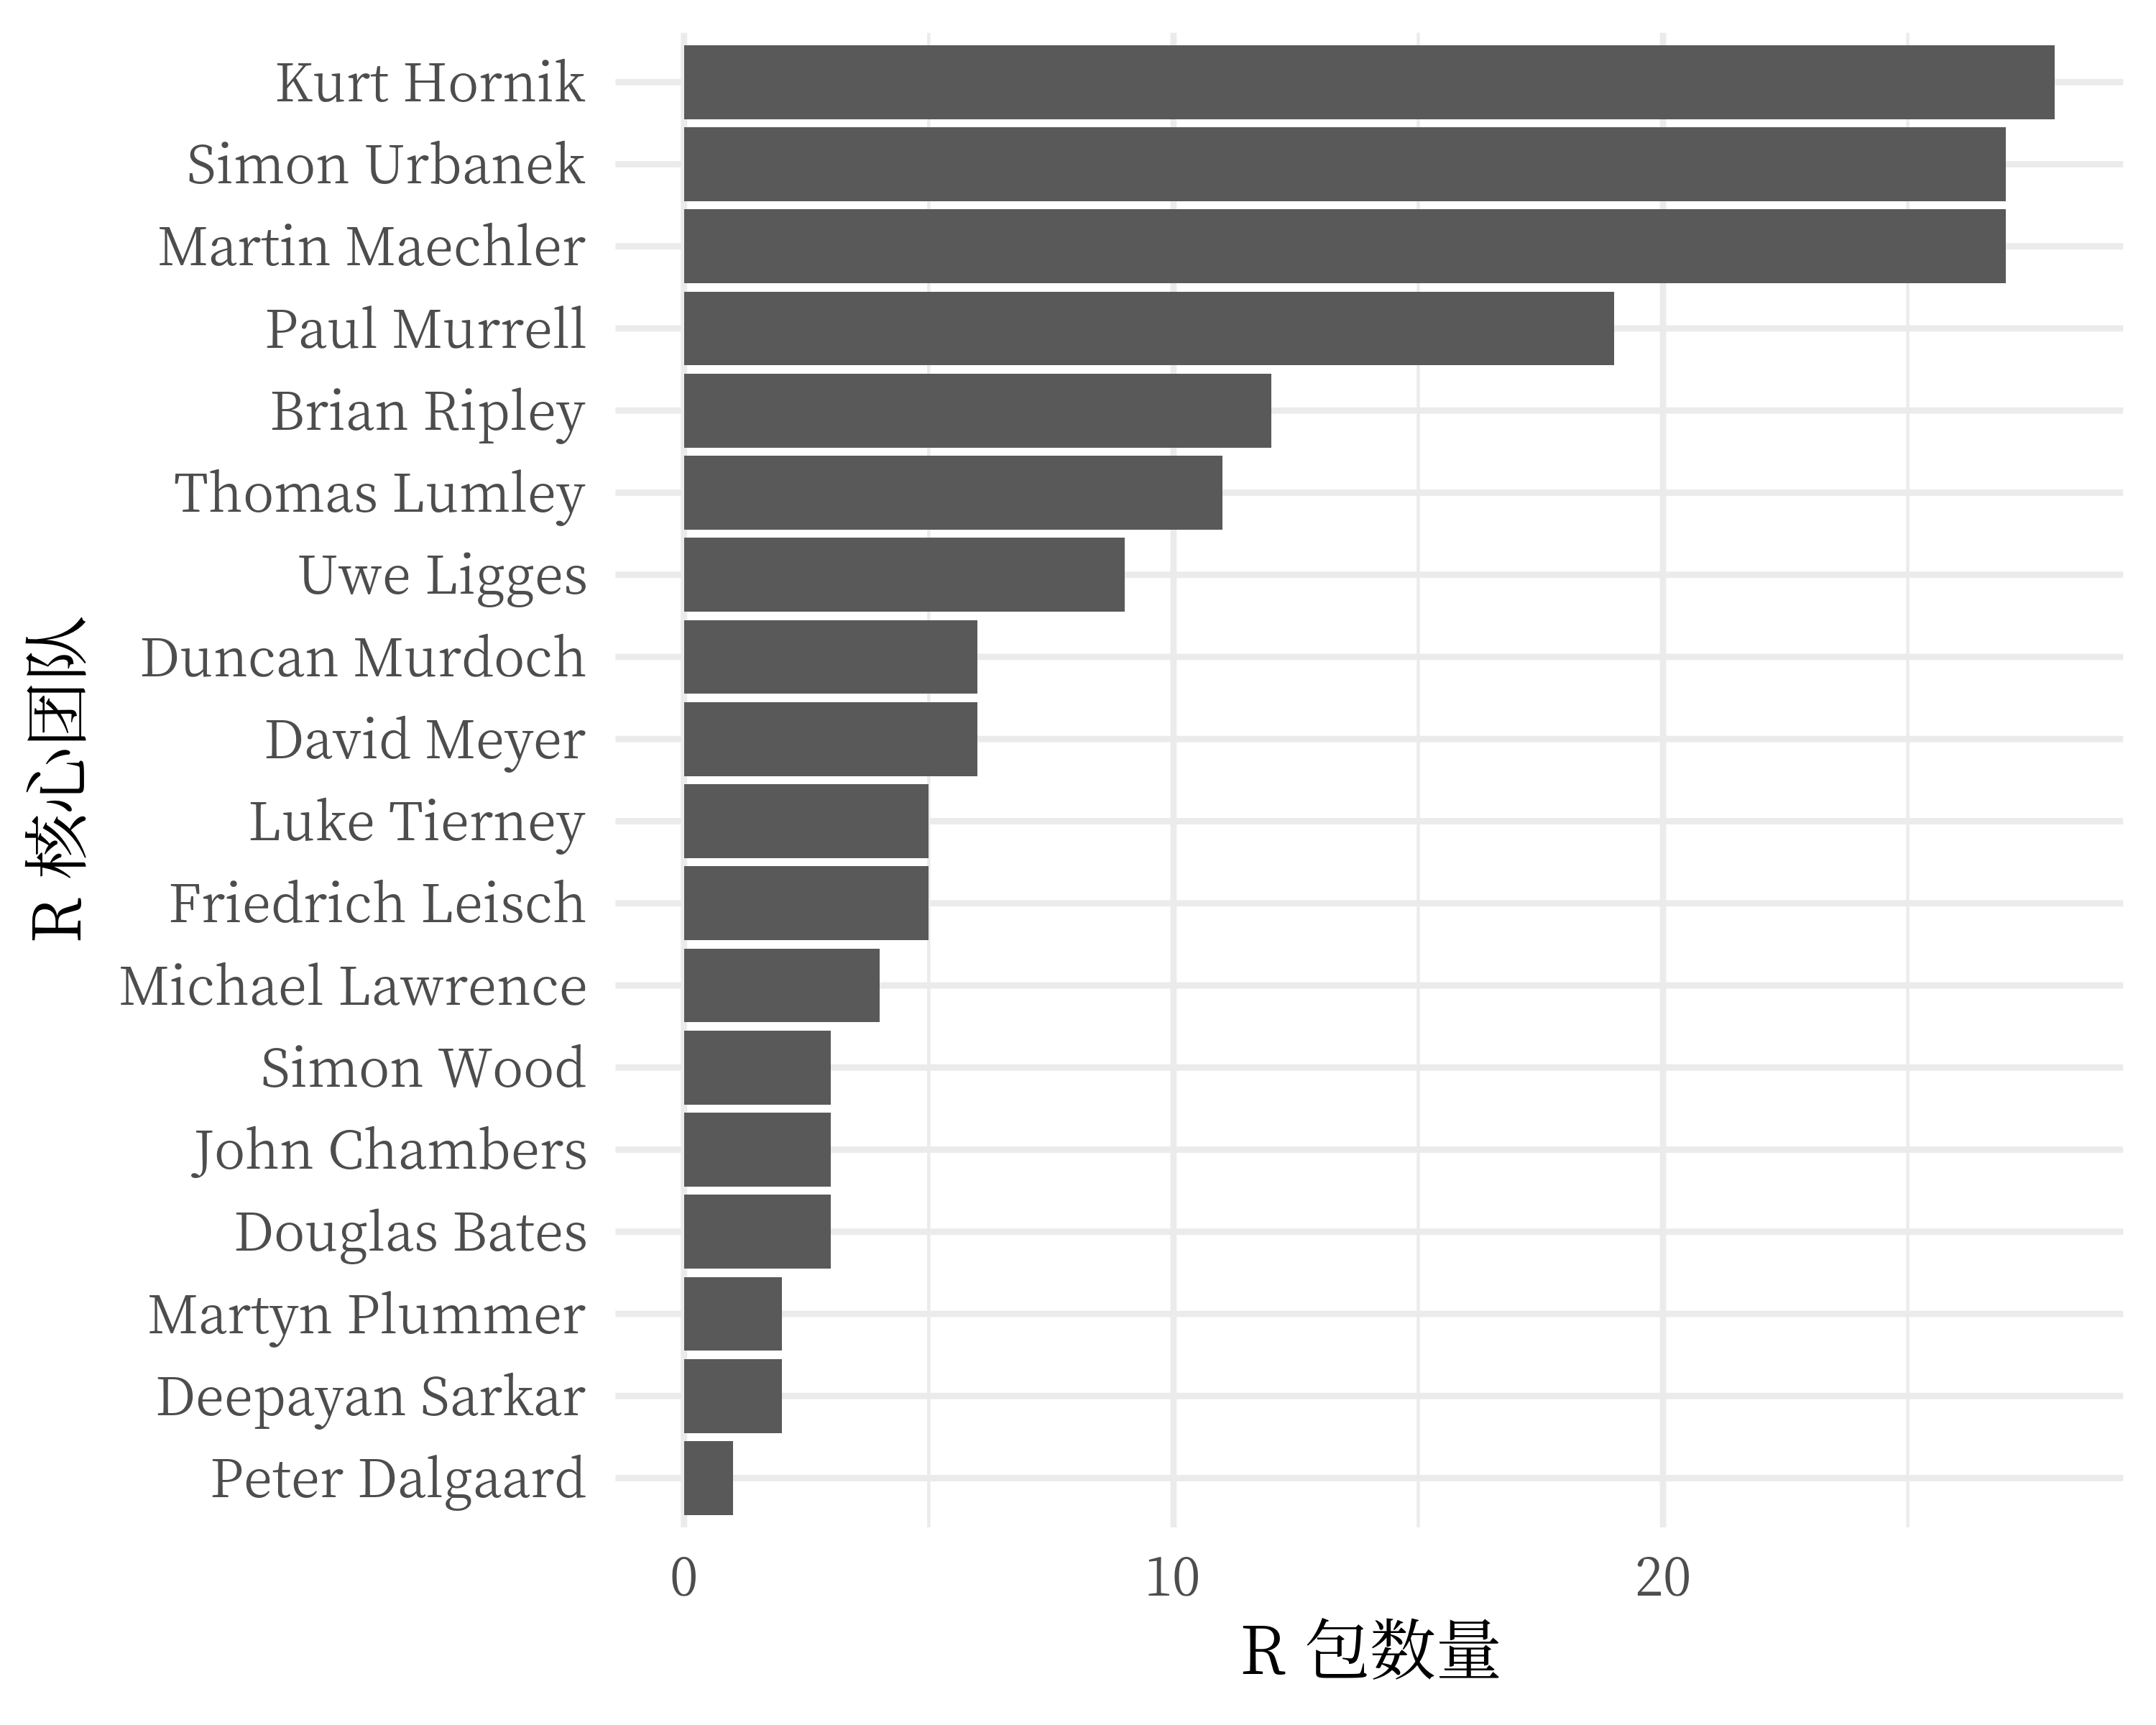 Kurt Hornik
Simon Urbanek
Martin Maechler
Paul Murrell
Brian Ripley
Thomas Lumley
Uwe Ligges
Duncan Murdoch
David Meyer
Luke Tierney
Friedrich Leisch
Michael Lawrence
Simon Wood
John Chambers
Douglas Bates
Martyn Plummer
Deepayan Sarkar
Peter Dalgaard
R 核心团队
0 10 20
R 包数量